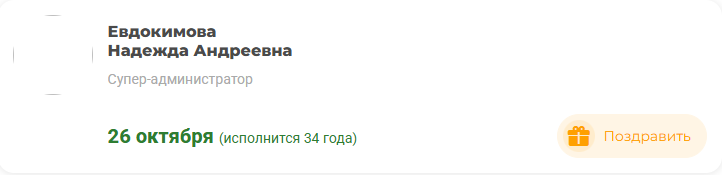 Евдокимова
Надежда Андреевна
Супер-администратор
26 октября (исполнится 34 года)
Поздравить